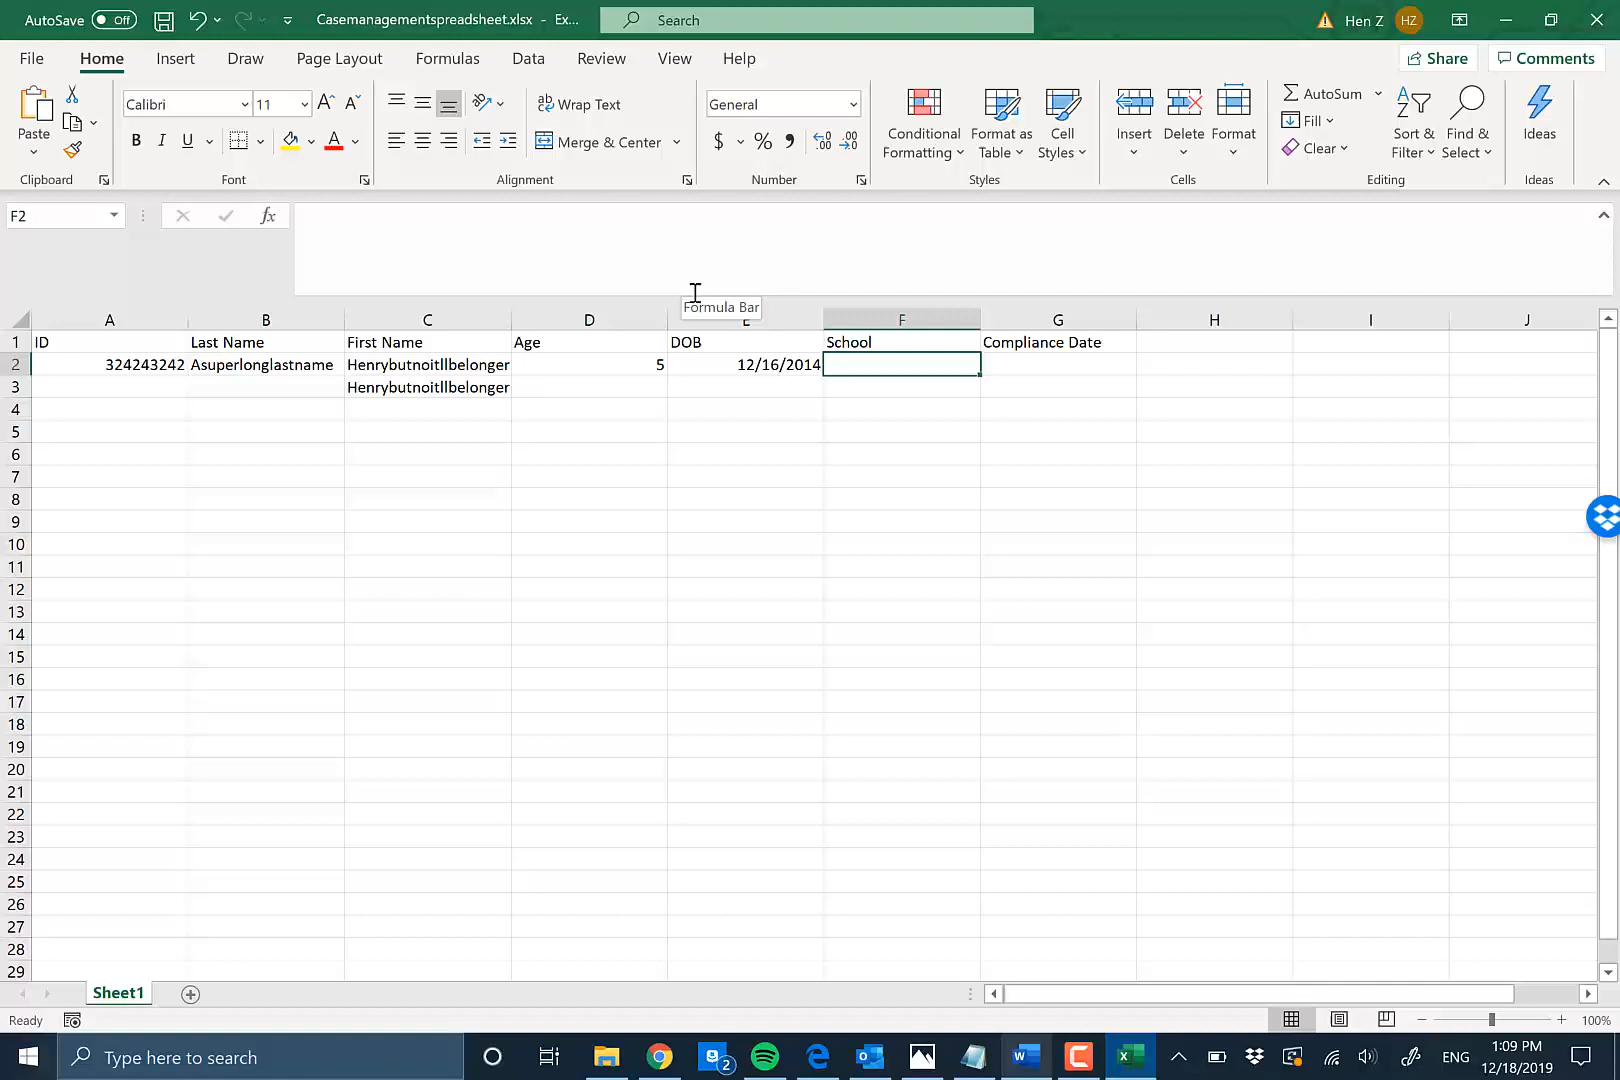 AutoSave Off Casemanagementspreadsheet.xlsx - Ex... Search Hen Z HZ
File Home Insert Draw Page Layout Formulas Data Review View Help Share Comments
Paste
Calibri 11 A A
B I U A
ab Wrap Text
Merge & Center
General
$ % 9 .00 .00
Conditional Formatting
Format as Table
Cell Styles
Insert Delete Format
AutoSum
Fill
Clear
Sort & Filter
Find & Select
Ideas
Clipboard Font Alignment Number Styles Cells Editing Ideas
F2 fx
Formula Bar
A B C D E F G H I J
1 ID Last Name First Name Age DOB School Compliance Date
2 324243242 Asuperlonglastname Henrybutnoitllbelonger 5 12/16/2014
3 Henrybutnoitllbelonger
4
5
6
7
8
9
10
11
12
13
14
15
16
17
18
19
20
21
22
23
24
25
26
27
28
29
Sheet1
Ready 100%
Type here to search 2 ENG 1:09 PM
12/18/2019